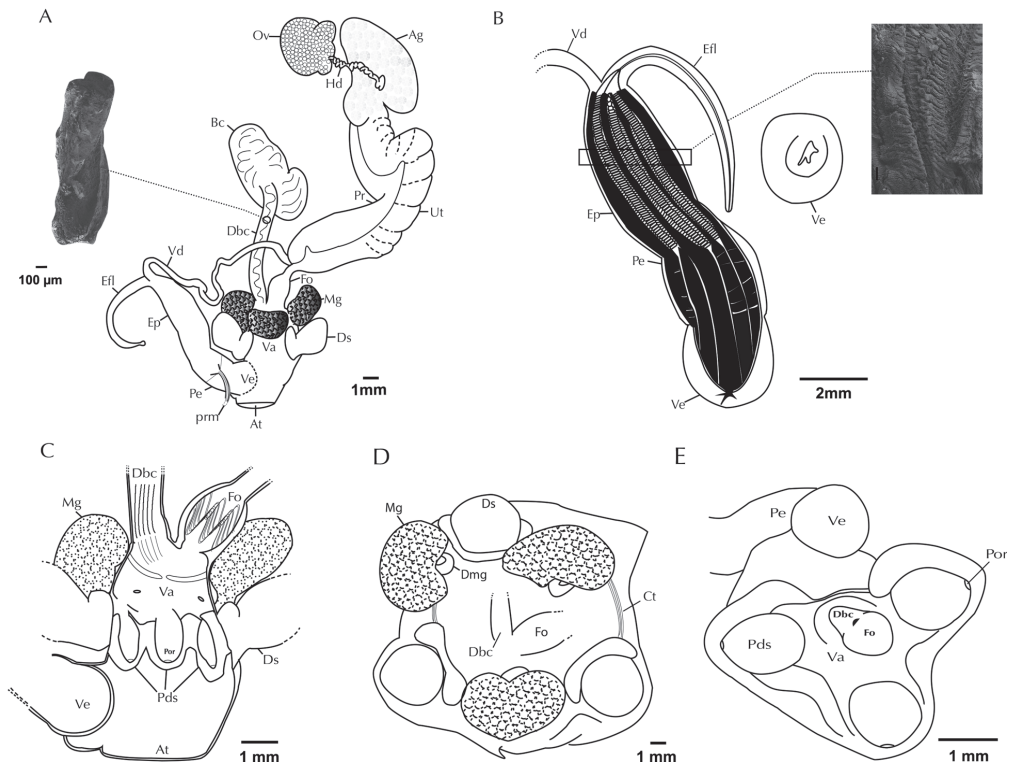 A
Ov
Ag
Hd
Bc
Pr
Ut
Dbc
100 µm
Vd
Efl
Fo
Mg
Ep
Va
Ds
Ve
Pe
prm
At
1mm
B
Vd
Efl
Ve
Ep
Pe
Ve
2mm
C
Dbc
Mg
Fo
Va
Por
Ds
Pds
Ve
At
1 mm
D
Mg
Ds
Dmg
Ct
Fo
Dbc
1 mm
E
Pe
Ve
Por
Dbc
Fo
Pds
Va
1 mm